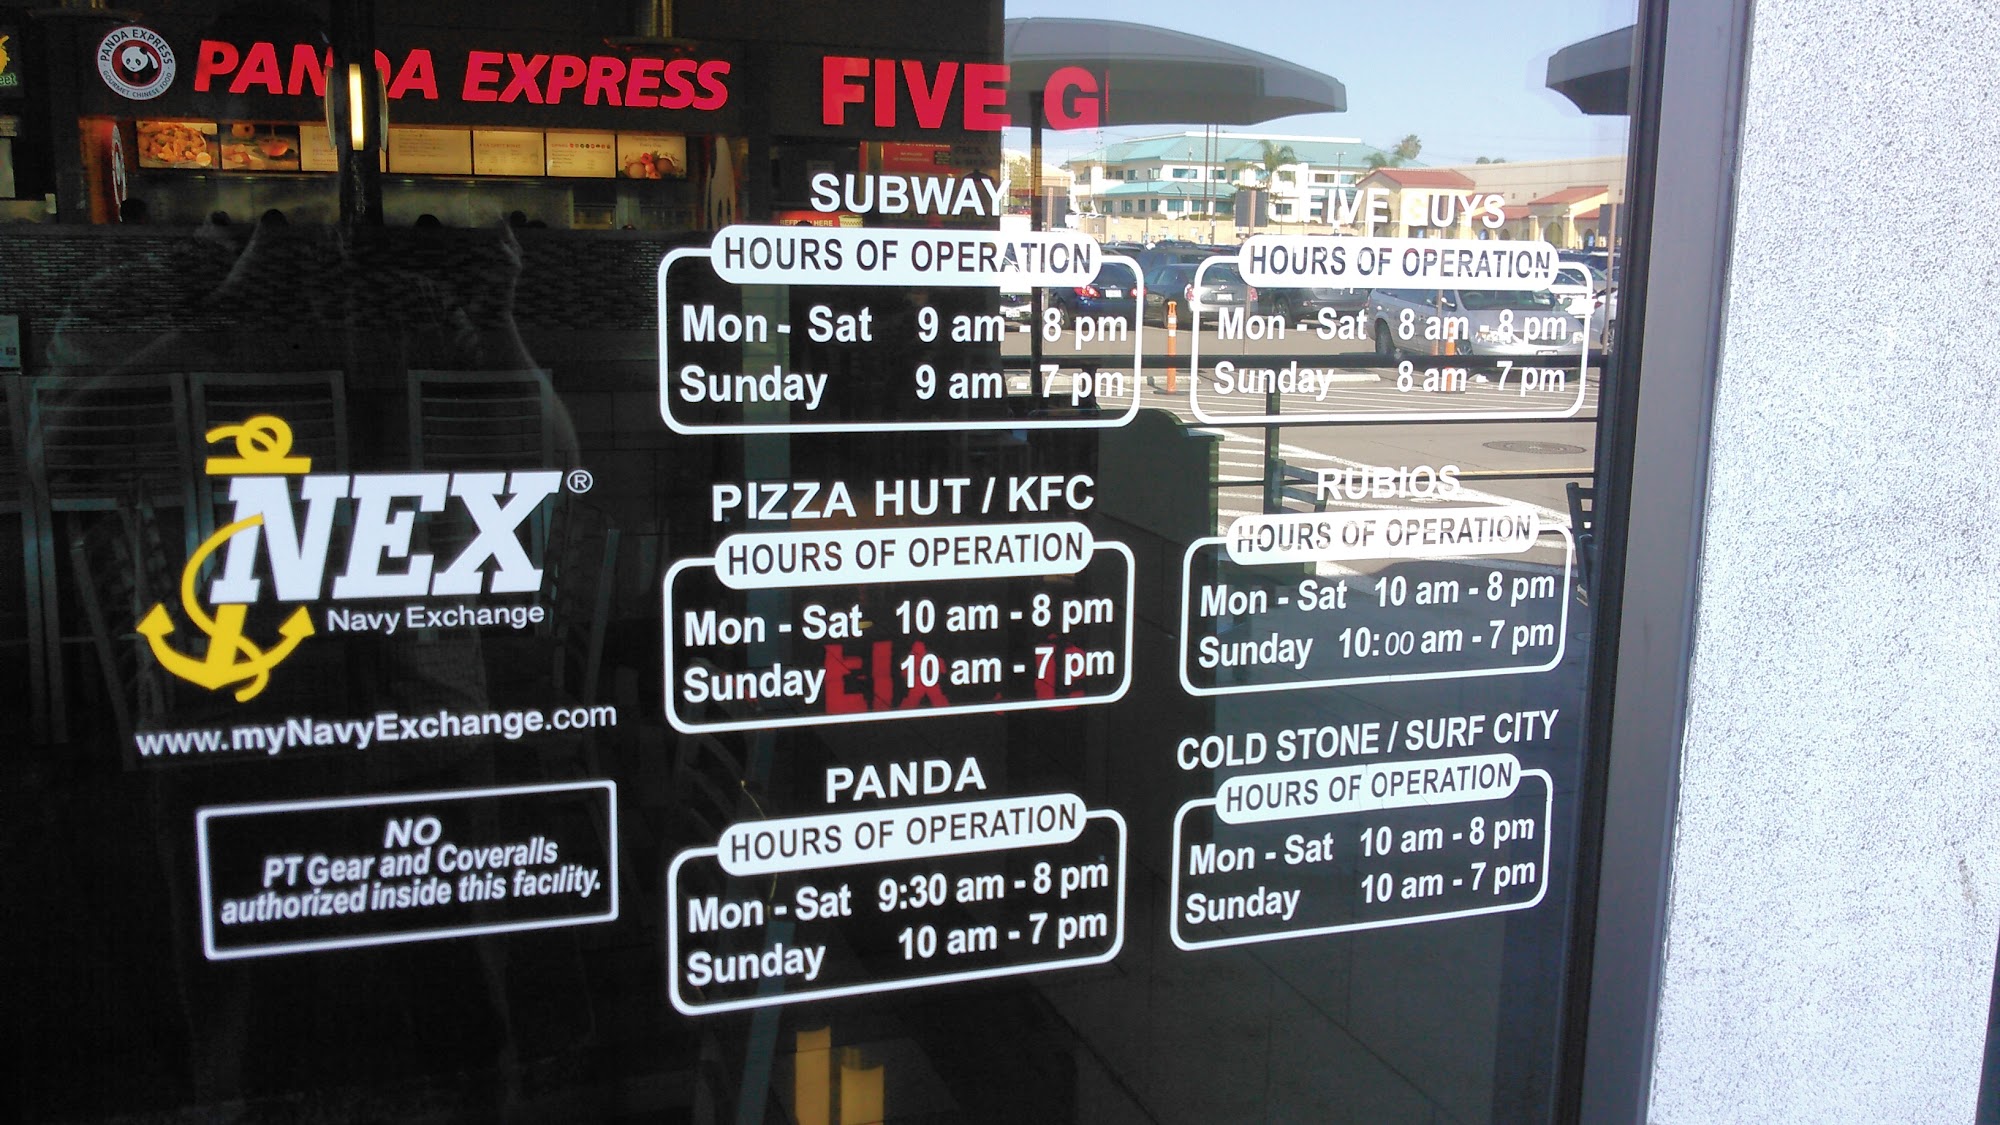 PANDA EXPRESS
GOURMET CHINESE FOOD
PANDA EXPRESS
FIVE G
SUBWAY
HOURS OF OPERATION
Mon - Sat 9 am - 8 pm
Sunday 9 am - 7 pm
FIVE GUYS
HOURS OF OPERATION
Mon - Sat 8 am - 8 pm
Sunday 8 am - 7 pm
NEX®
Navy Exchange
www.myNavyExchange.com
NO
PT Gear and Coveralls
authorized inside this facility.
PIZZA HUT / KFC
HOURS OF OPERATION
Mon - Sat 10 am - 8 pm
Sunday 10 am - 7 pm
RUBIOS
HOURS OF OPERATION
Mon - Sat 10 am - 8 pm
Sunday 10:00 am - 7 pm
PANDA
HOURS OF OPERATION
Mon - Sat 9:30 am - 8 pm
Sunday 10 am - 7 pm
COLD STONE / SURF CITY
HOURS OF OPERATION
Mon - Sat 10 am - 8 pm
Sunday 10 am - 7 pm